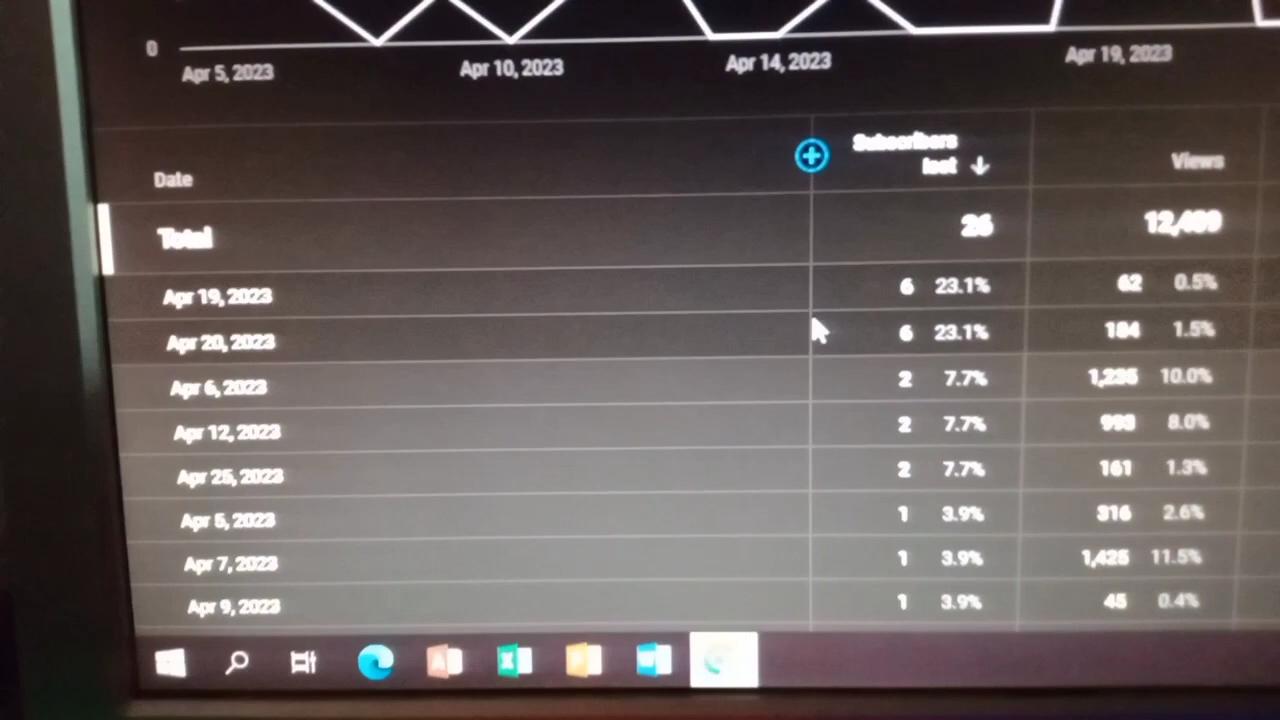 0
Apr 5, 2023 Apr 10, 2023 Apr 14, 2023 Apr 19, 2023
Date Subscribers lost Views
Total 26 12,409
Apr 19, 2023 6 23.1% 62 0.5%
Apr 20, 2023 6 23.1% 184 1.5%
Apr 6, 2023 2 7.7% 1,235 10.0%
Apr 12, 2023 2 7.7% 993 8.0%
Apr 25, 2023 2 7.7% 161 1.3%
Apr 5, 2023 1 3.9% 316 2.6%
Apr 7, 2023 1 3.9% 1,425 11.5%
Apr 9, 2023 1 3.9% 45 0.4%